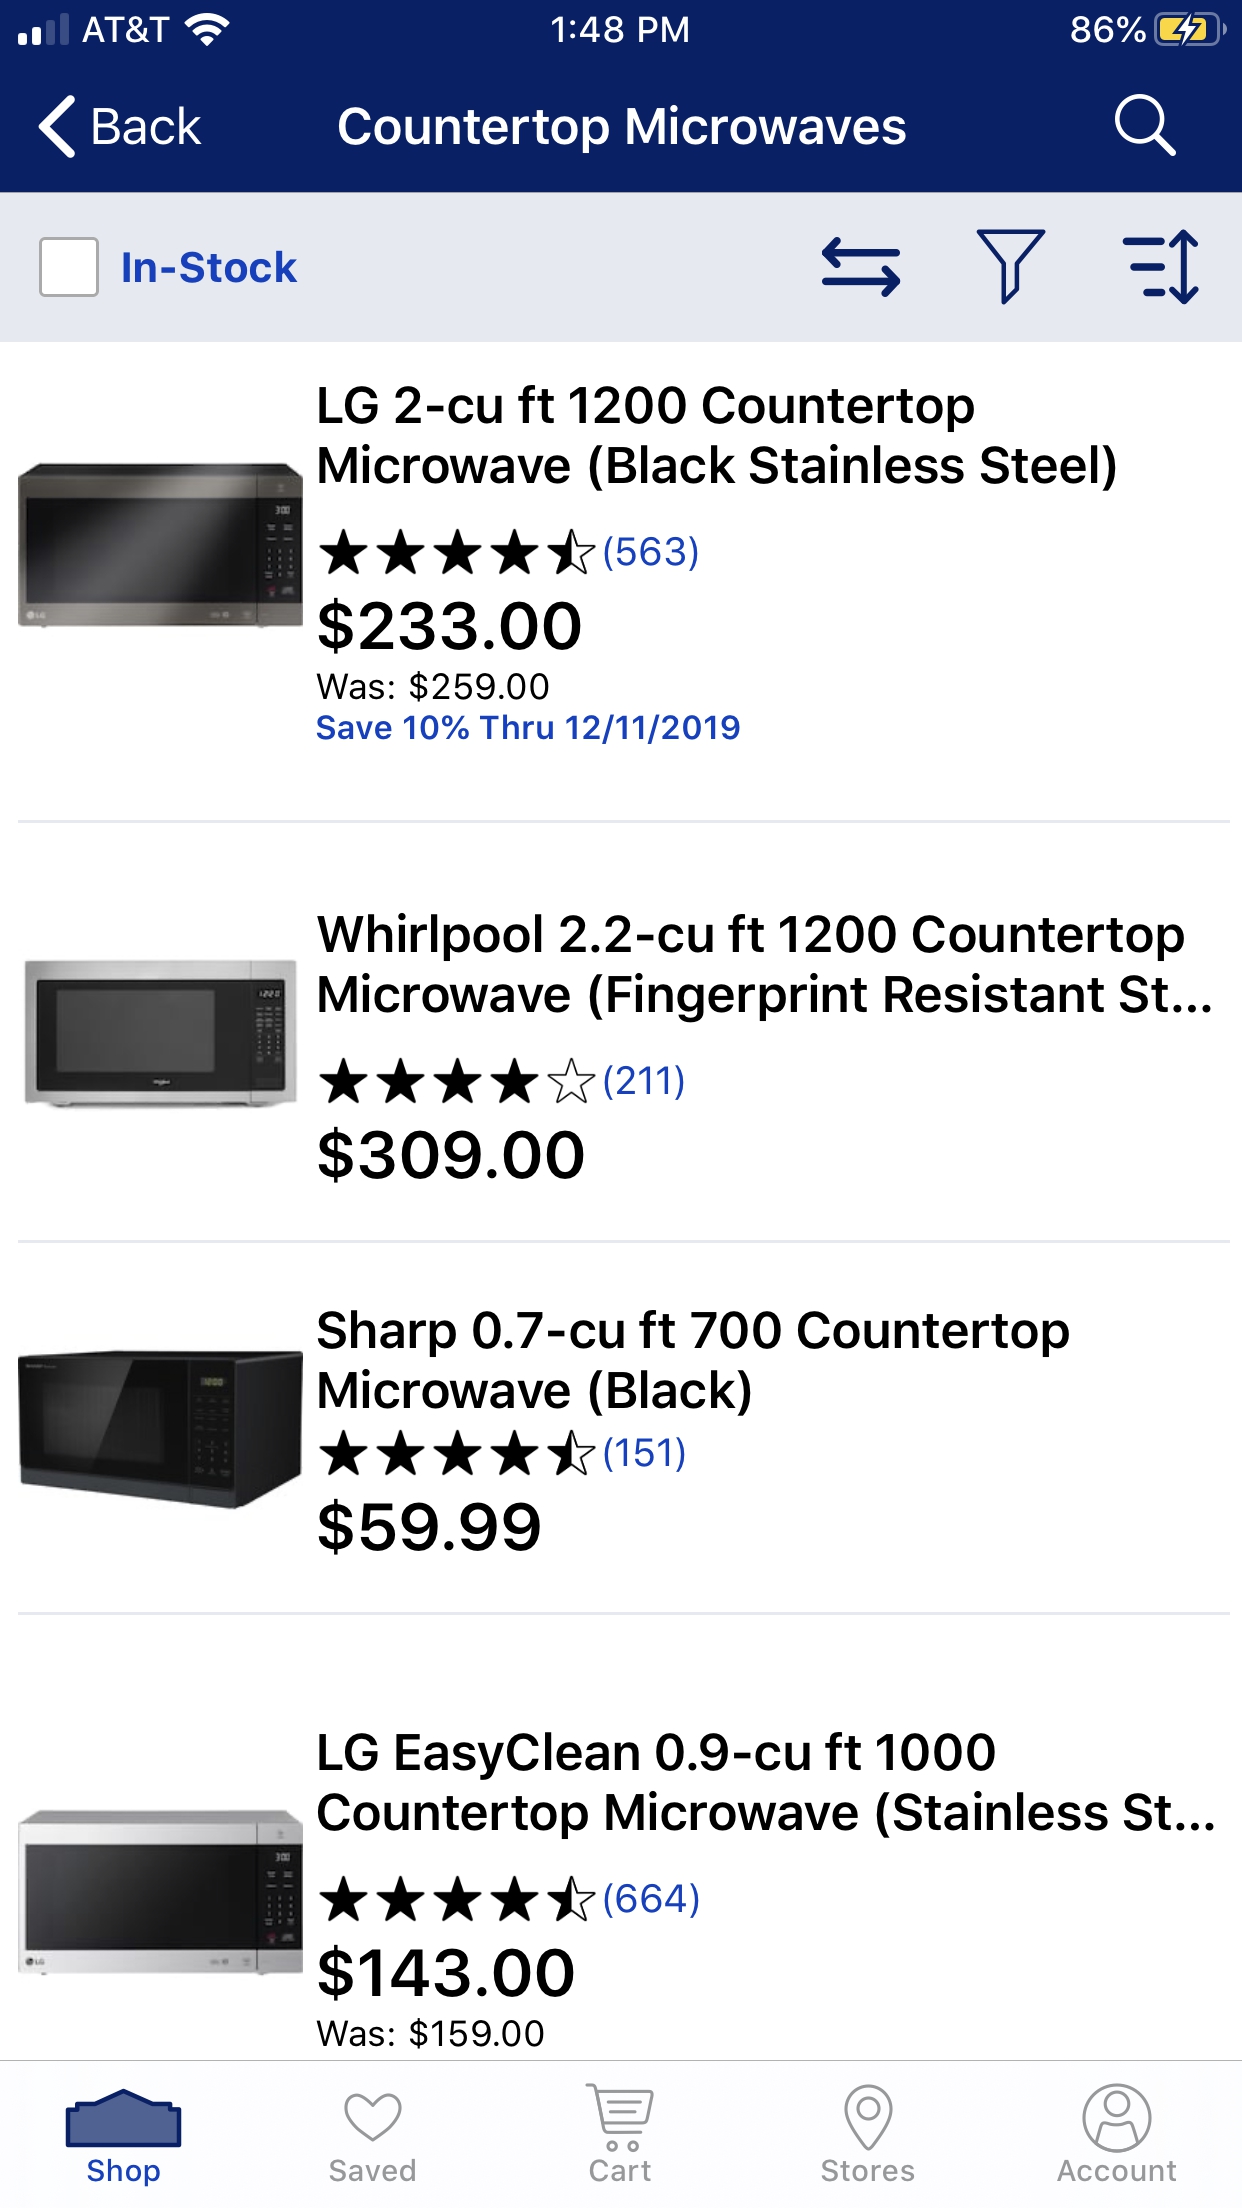 AT&T 1:48 PM 86%
Back Countertop Microwaves
In-Stock
LG 2-cu ft 1200 Countertop
Microwave (Black Stainless Steel)
(563)
$233.00
Was: $259.00
Save 10% Thru 12/11/2019
Whirlpool 2.2-cu ft 1200 Countertop
Microwave (Fingerprint Resistant St...
(211)
$309.00
Sharp 0.7-cu ft 700 Countertop
Microwave (Black)
(151)
$59.99
LG EasyClean 0.9-cu ft 1000
Countertop Microwave (Stainless St...
(664)
$143.00
Was: $159.00
Shop Saved Cart Stores Account